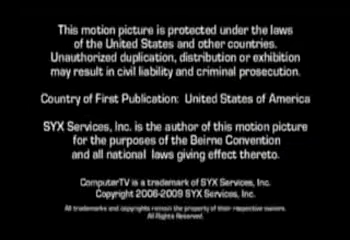 This motion picture is protected under the laws
of the United States and other countries.
Unauthorized duplication, distribution or exhibition
may result in civil liability and criminal prosecution.
Country of First Publication: United States of America
SYX Services, Inc. is the author of this motion picture
for the purposes of the Beirne Convention
and all national laws giving effect thereto.
ComputerTV is a trademark of SYX Services, Inc.
Copyright 2006-2009 SYX Services, Inc.
All trademarks and copyrights remain the property of their respective owners.
All Rights Reserved.